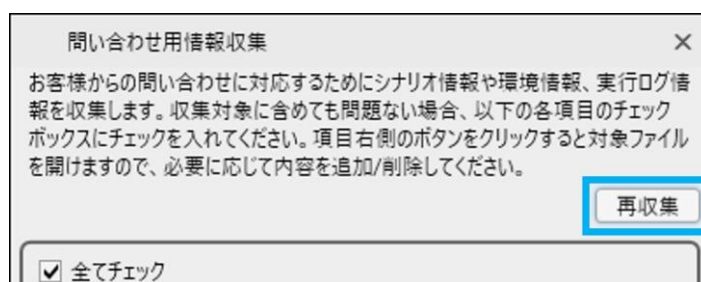 問い合わせ用情報収集
お客様からの問い合わせに対応するためにシナリオ情報や環境情報、実行ログ情
報を収集します。収集対象に含めても問題ない場合、以下の各項目のチェック
ボックスにチェックを入れてください。項目右側のボタンをクリックすると対象ファイル
を開けますので、必要に応じて内容を追加/削除してください。
再収集
全てチェック